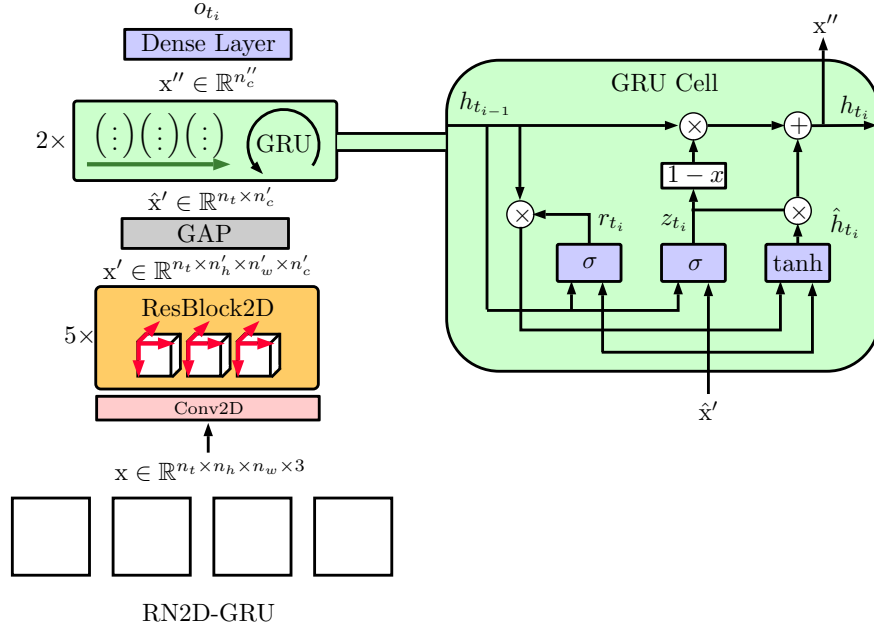 o_{t_i}
Dense Layer
x'' ∈ ℝ^{n''_c}
2×
(⋮)(⋮)(⋮)
GRU
x̂' ∈ ℝ^{n_t×n'_c}
GAP
x' ∈ ℝ^{n_t×n'_h×n'_w×n'_c}
5×
ResBlock2D
Conv2D
x ∈ ℝ^{n_t×n_h×n_w×3}
RN2D-GRU
x''
GRU Cell
h_{t_{i-1}}
h_{t_i}
×
+
1 − x
×
×
r_{t_i}
z_{t_i}
ĥ_{t_i}
σ
σ
tanh
x̂'